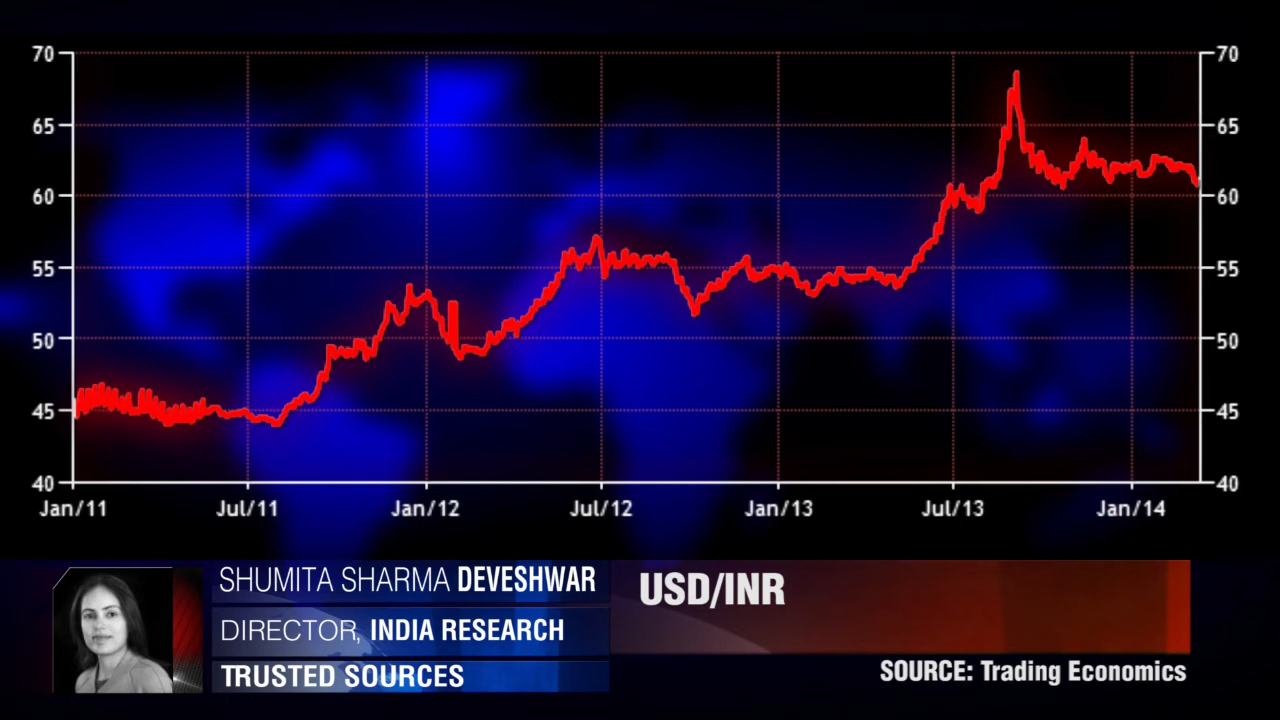 70 70
65 65
60 60
55 55
50 50
45 45
40 40
Jan/11 Jul/11 Jan/12 Jul/12 Jan/13 Jul/13 Jan/14
SHUMITA SHARMA DEVESHWAR
DIRECTOR, INDIA RESEARCH
TRUSTED SOURCES
USD/INR
SOURCE: Trading Economics